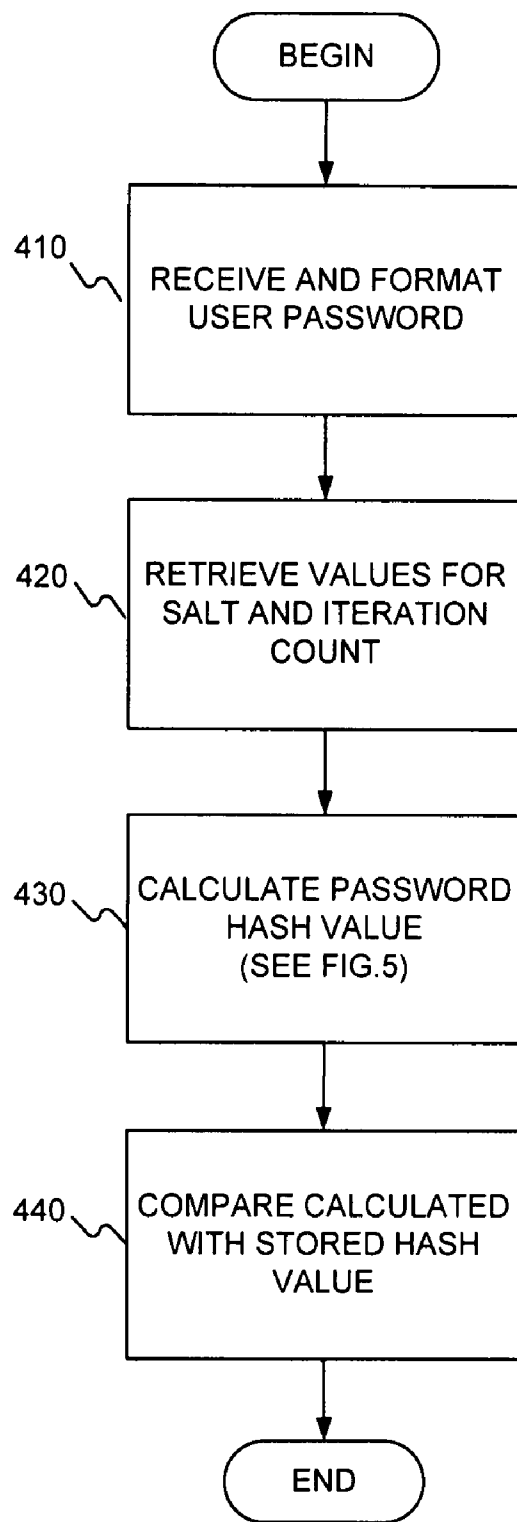 BEGIN
410
RECEIVE AND FORMAT
USER PASSWORD
420
RETRIEVE VALUES FOR
SALT AND ITERATION
COUNT
430
CALCULATE PASSWORD
HASH VALUE
(SEE FIG.5)
440
COMPARE CALCULATED
WITH STORED HASH
VALUE
END